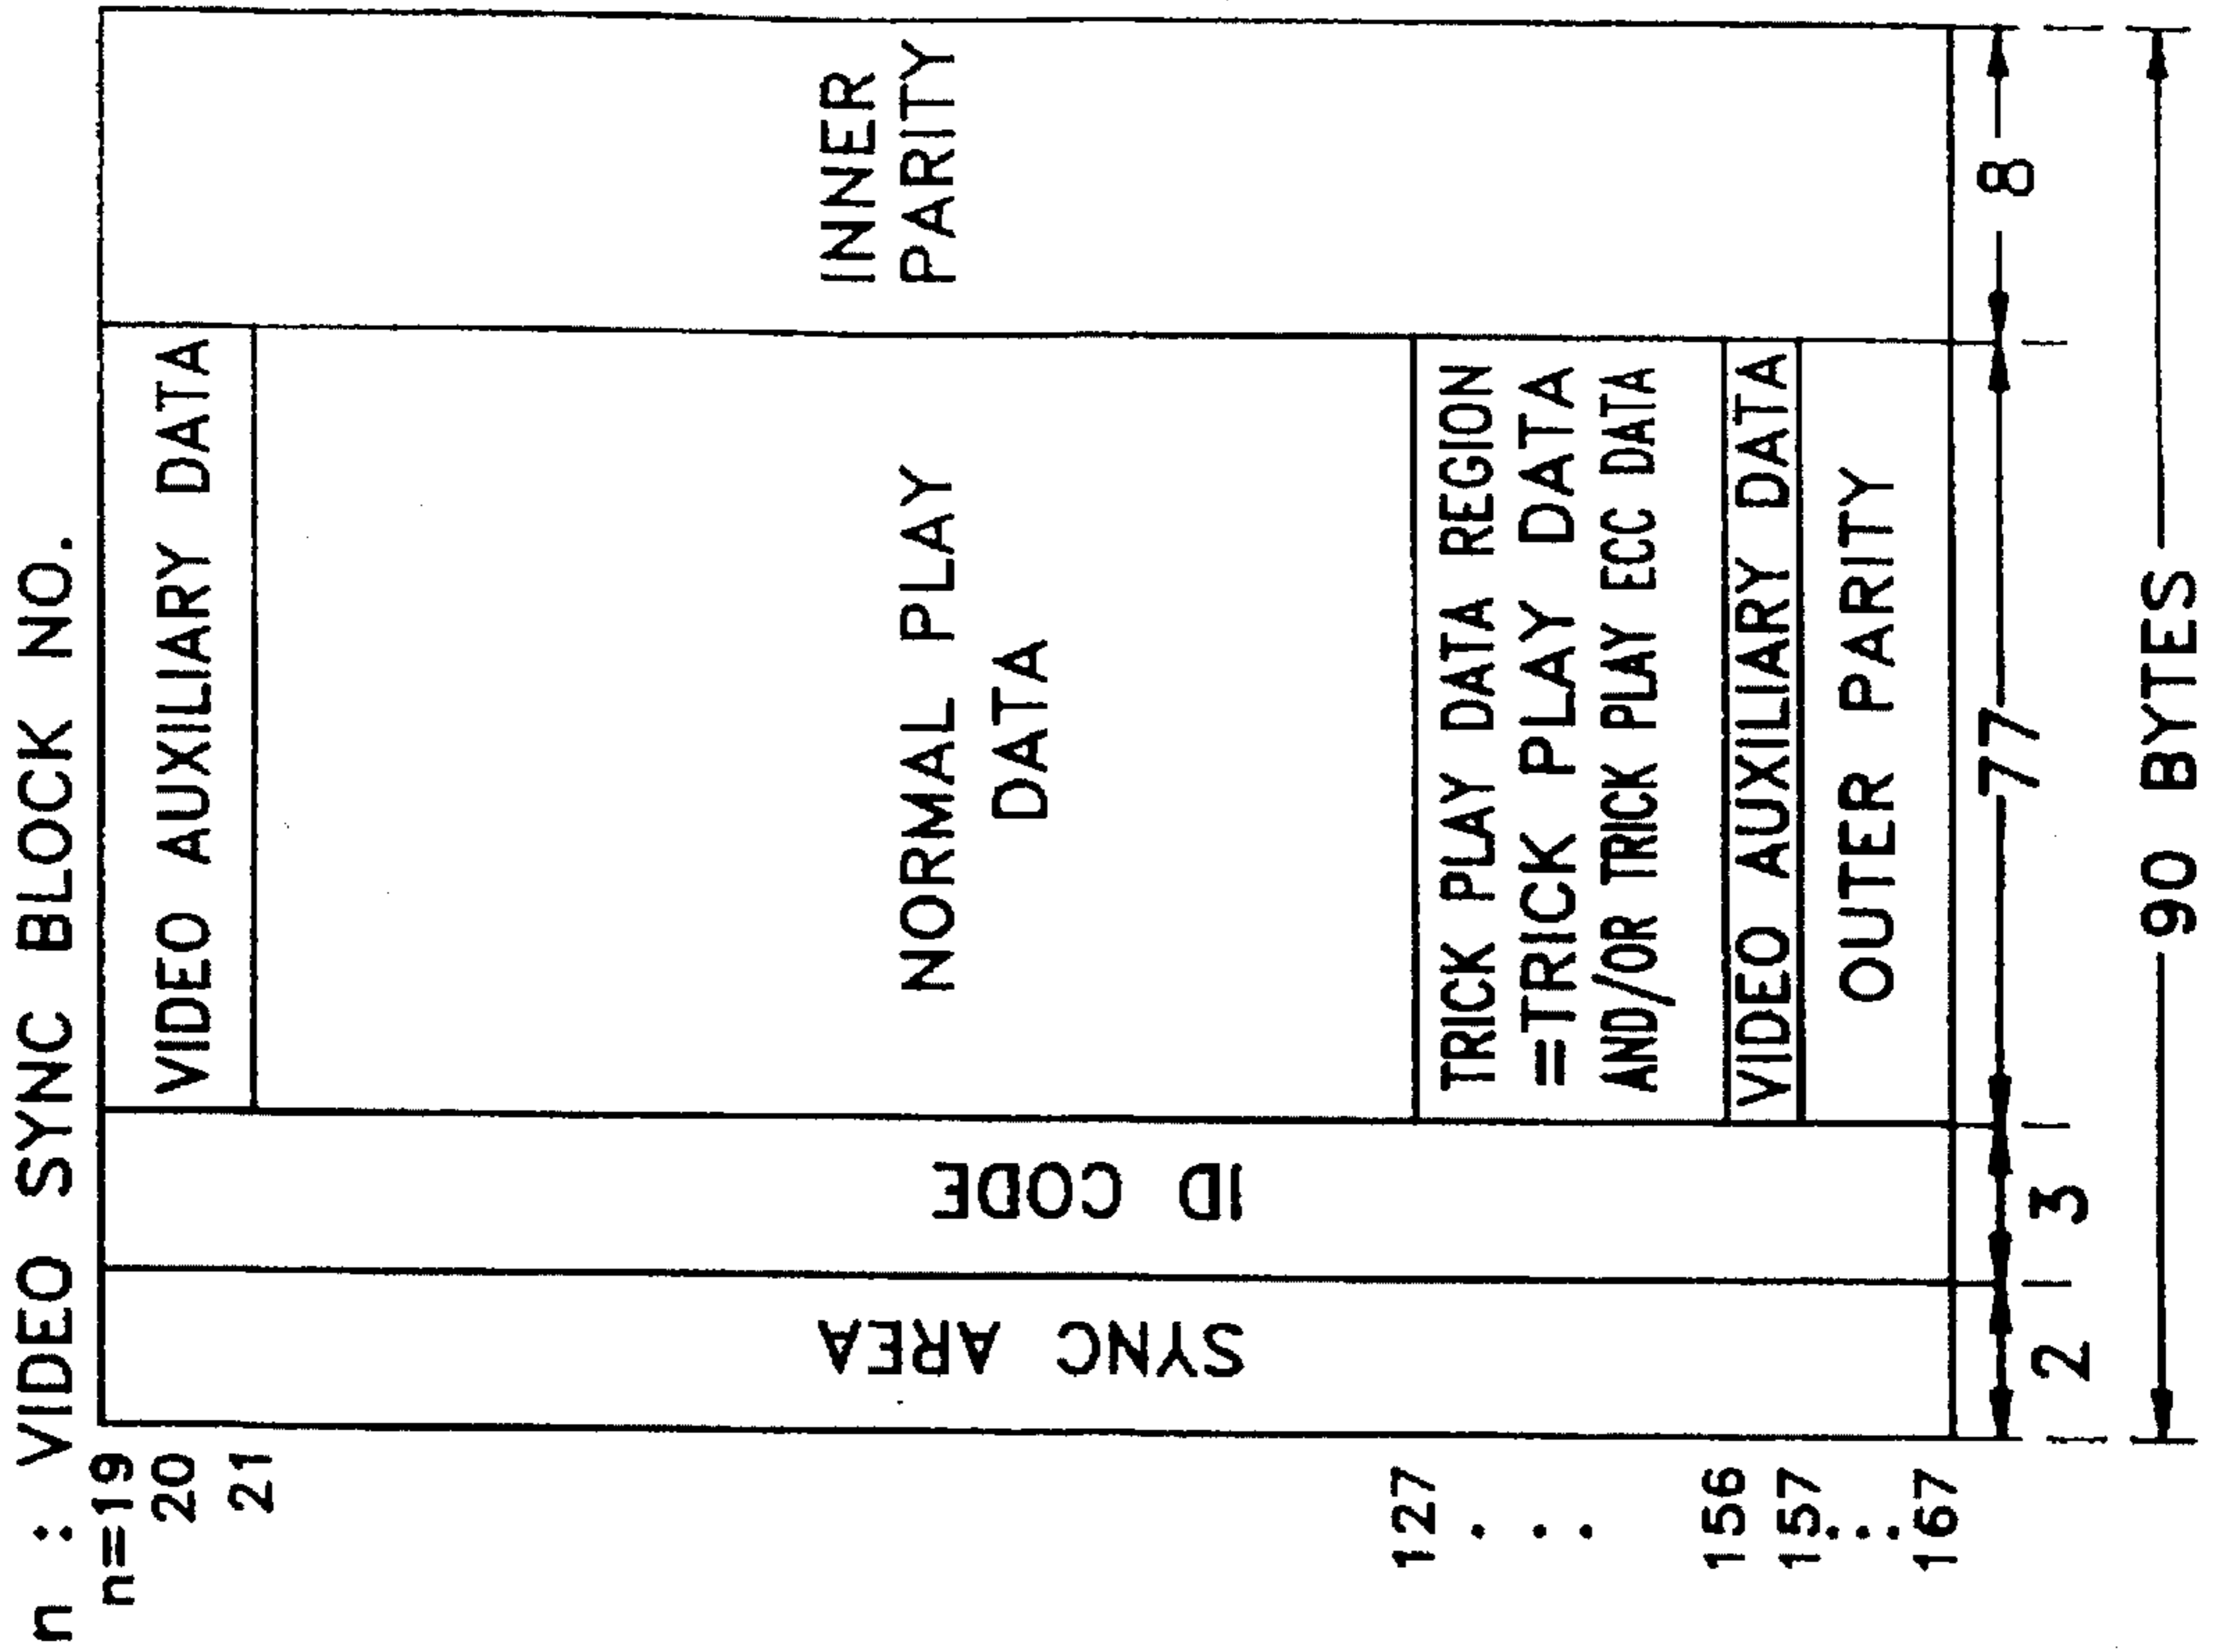 n : VIDEO SYNC BLOCK NO.
n=19
20
21
127
156
157
167
SYNC AREA
ID CODE
VIDEO AUXILIARY DATA
NORMAL PLAY
DATA
TRICK PLAY DATA REGION
=TRICK PLAY DATA
AND/OR TRICK PLAY ECC DATA
VIDEO AUXILIARY DATA
OUTER PARITY
INNER
PARITY
2
3
77
8
90 BYTES